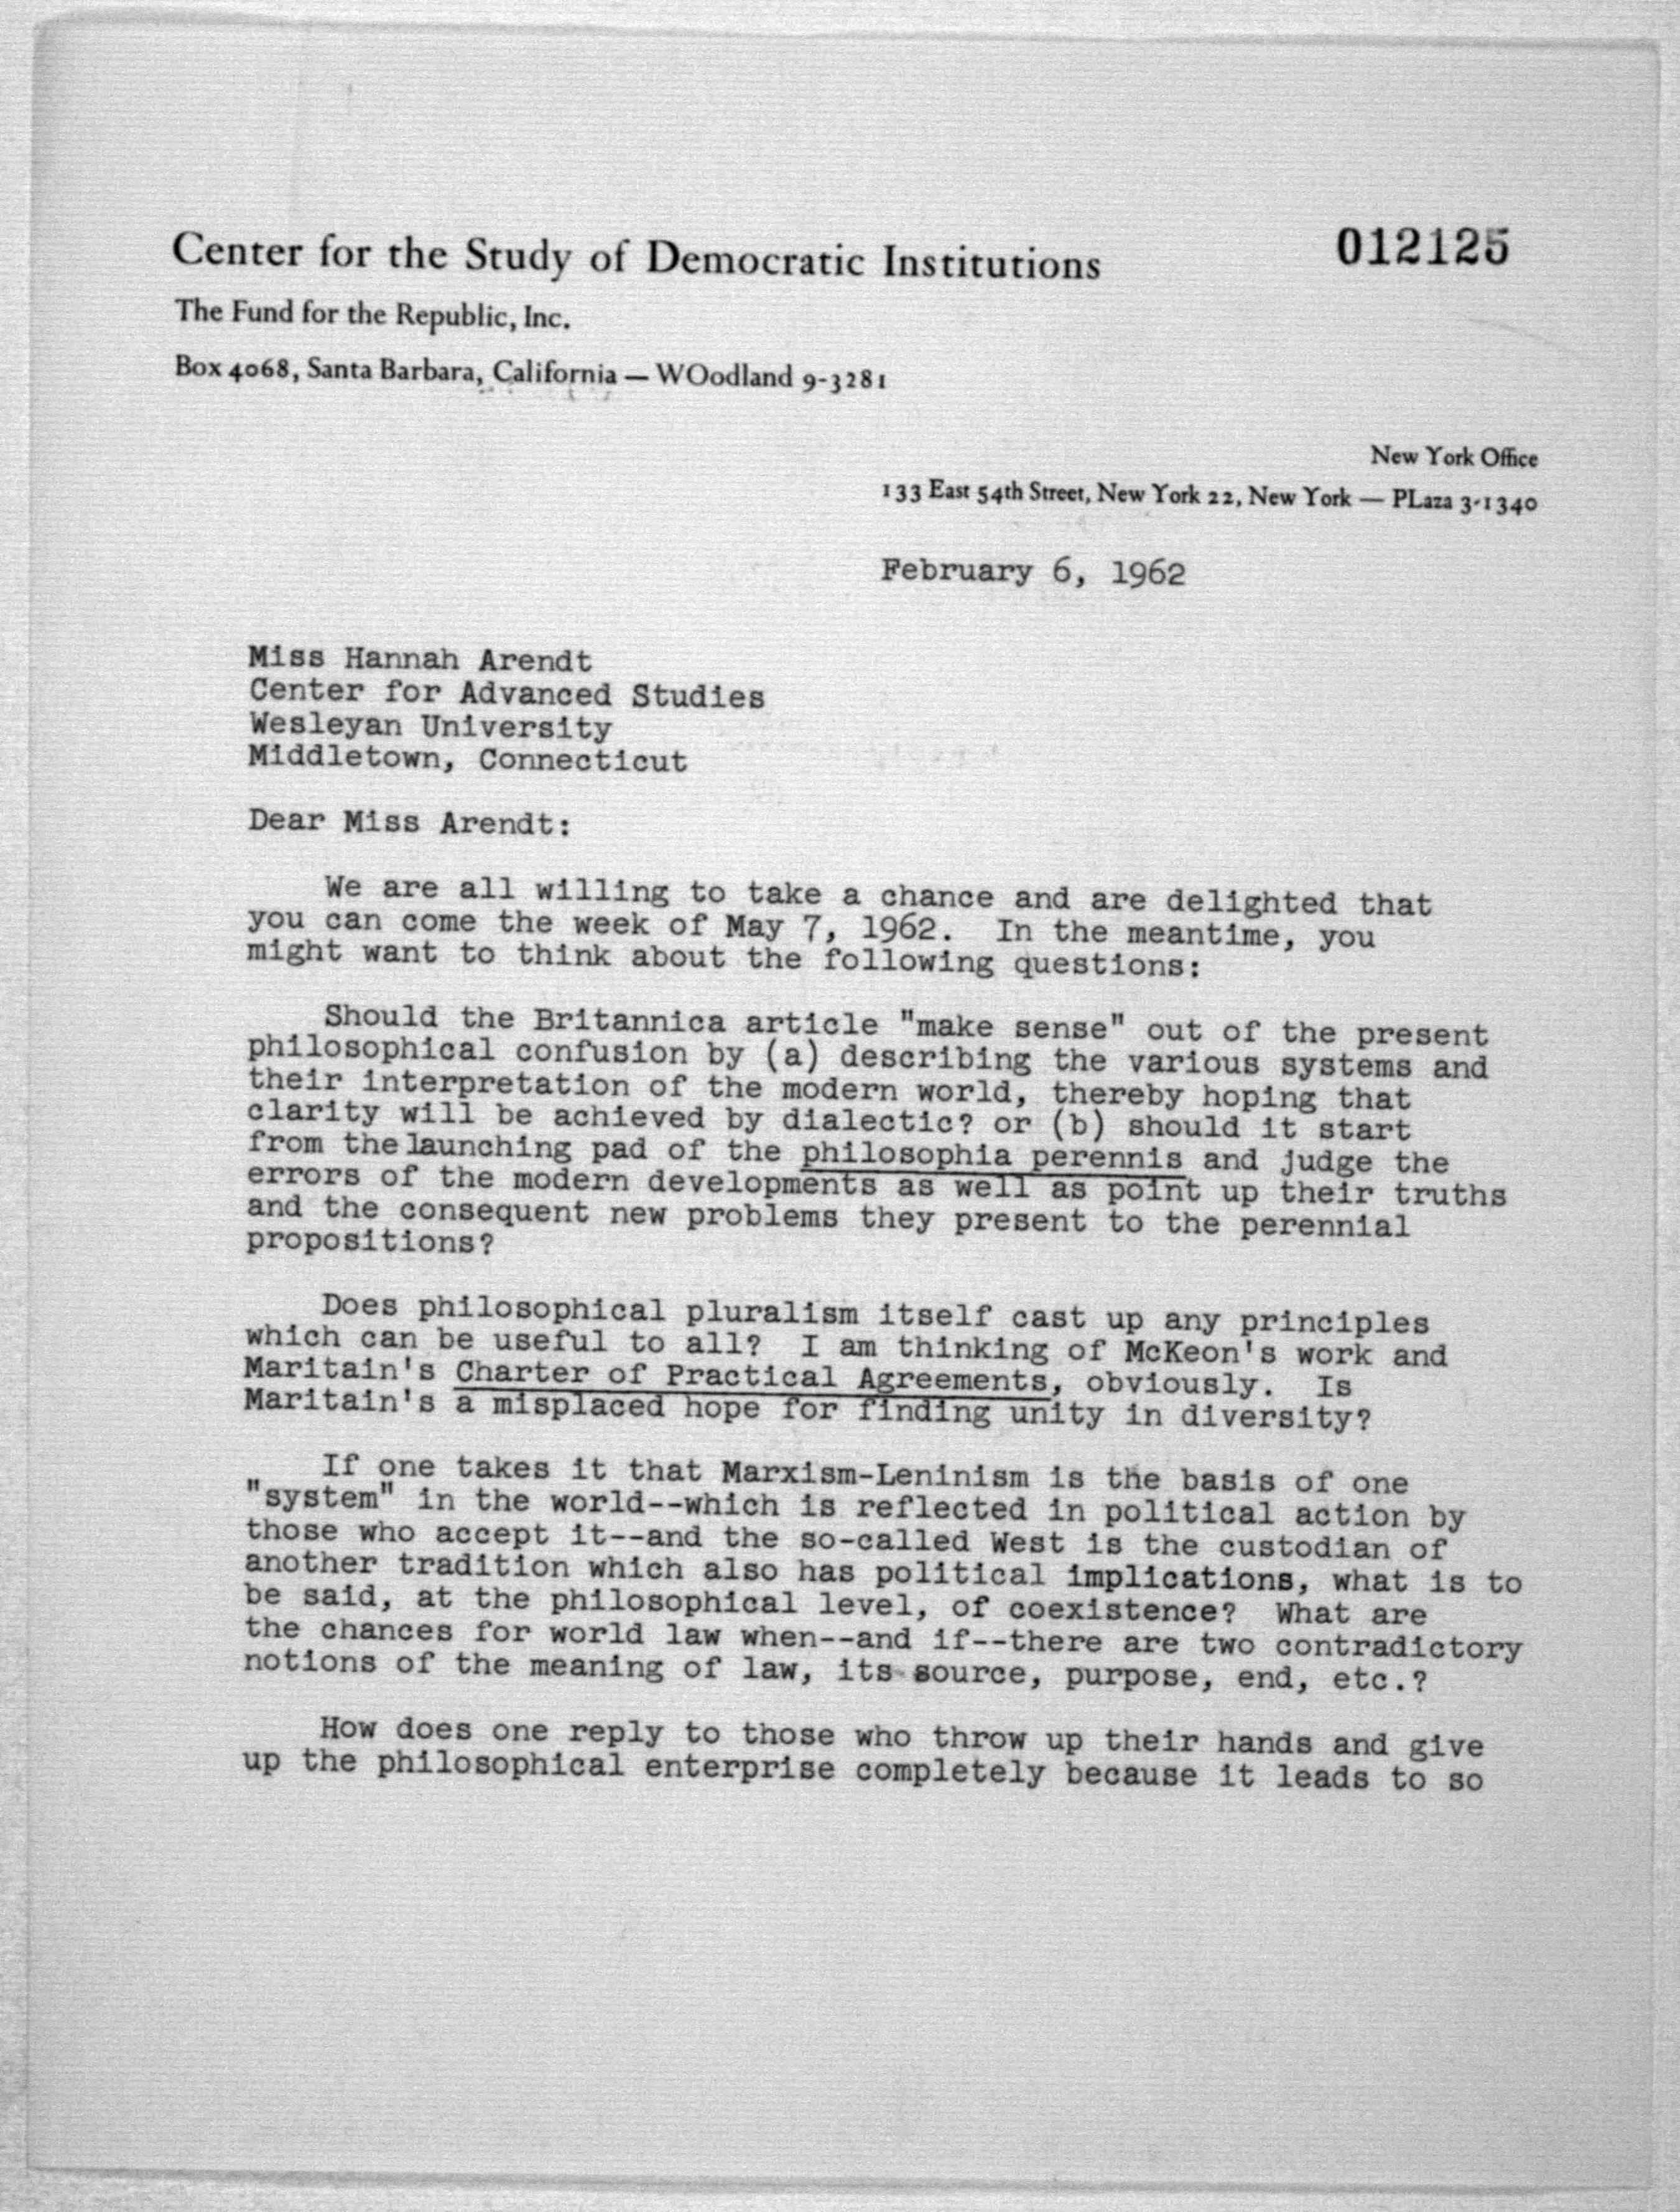 Center for the Study of Democratic Institutions
012125
The Fund for the Republic, Inc.
Box 4068, Santa Barbara, California — WOodland 9-3281
New York Office
133 East 54th Street, New York 22, New York — PLaza 3-1340
February 6, 1962
Miss Hannah Arendt
Center for Advanced Studies
Wesleyan University
Middletown, Connecticut
Dear Miss Arendt:
We are all willing to take a chance and are delighted that
you can come the week of May 7, 1962. In the meantime, you
might want to think about the following questions:
Should the Britannica article "make sense" out of the present
philosophical confusion by (a) describing the various systems and
their interpretation of the modern world, thereby hoping that
clarity will be achieved by dialectic? or (b) should it start
from the launching pad of the philosophia perennis and judge the
errors of the modern developments as well as point up their truths
and the consequent new problems they present to the perennial
propositions?
Does philosophical pluralism itself cast up any principles
which can be useful to all? I am thinking of McKeon's work and
Maritain's Charter of Practical Agreements, obviously. Is
Maritain's a misplaced hope for finding unity in diversity?
If one takes it that Marxism-Leninism is the basis of one
"system" in the world--which is reflected in political action by
those who accept it--and the so-called West is the custodian of
another tradition which also has political implications, what is to
be said, at the philosophical level, of coexistence? What are
the chances for world law when--and if--there are two contradictory
notions of the meaning of law, its source, purpose, end, etc.?
How does one reply to those who throw up their hands and give
up the philosophical enterprise completely because it leads to so